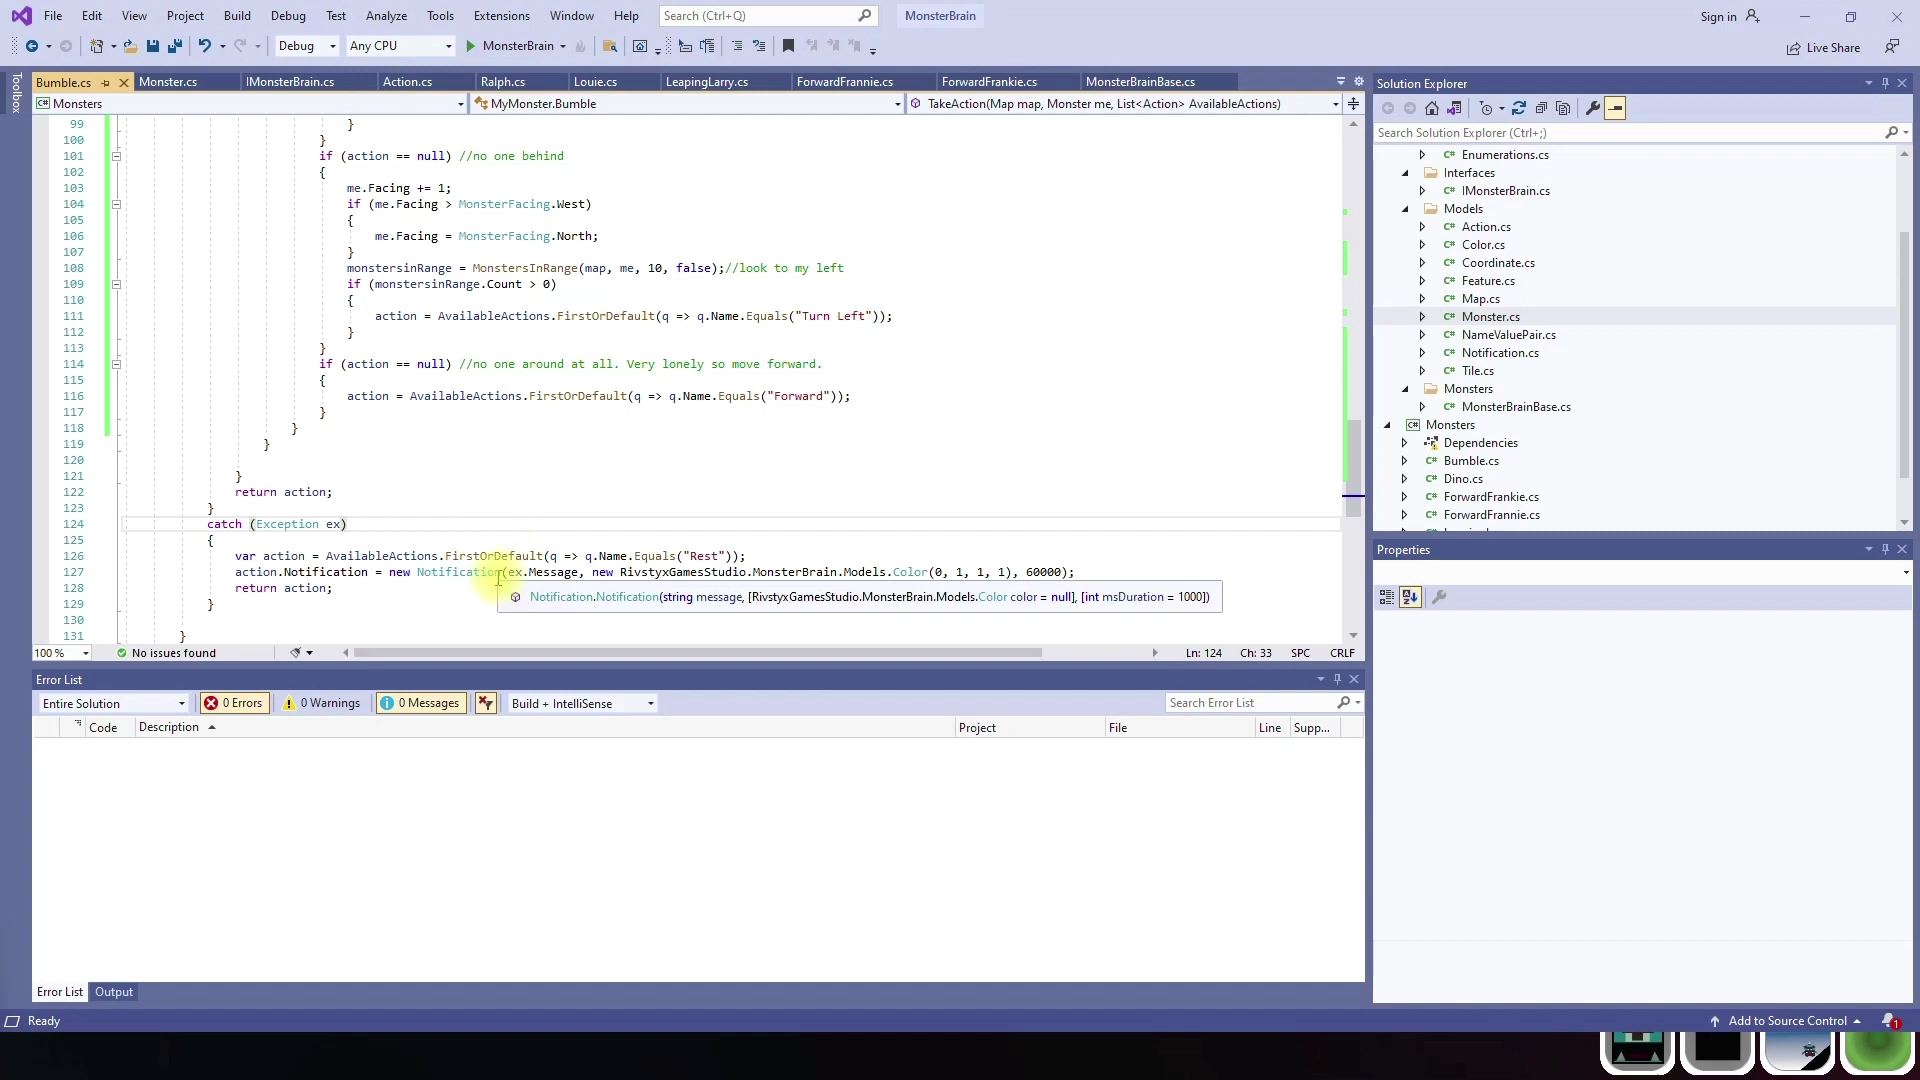 File Edit View Project Build Debug Test Analyze Tools Extensions Window Help Search (Ctrl+Q) MonsterBrain Sign in
Debug Any CPU MonsterBrain Live Share
Toolbox
Bumble.cs Monster.cs IMonsterBrain.cs Action.cs Ralph.cs Louie.cs LeapingLarry.cs ForwardFrannie.cs ForwardFrankie.cs MonsterBrainBase.cs
Monsters MyMonster.Bumble TakeAction(Map map, Monster me, List<Action> AvailableActions)
99 }
100 }
101 if (action == null) //no one behind
102 {
103 me.Facing += 1;
104 if (me.Facing > MonsterFacing.West)
105 {
106 me.Facing = MonsterFacing.North;
107 }
108 monstersinRange = MonstersInRange(map, me, 10, false);//look to my left
109 if (monstersinRange.Count > 0)
110 {
111 action = AvailableActions.FirstOrDefault(q => q.Name.Equals("Turn Left"));
112 }
113 }
114 if (action == null) //no one around at all. Very lonely so move forward.
115 {
116 action = AvailableActions.FirstOrDefault(q => q.Name.Equals("Forward"));
117 }
118 }
119 }
120
121 }
122 return action;
123 }
124 catch (Exception ex)
125 {
126 var action = AvailableActions.FirstOrDefault(q => q.Name.Equals("Rest"));
127 action.Notification = new Notification(ex.Message, new RivstyxGamesStudio.MonsterBrain.Models.Color(0, 1, 1, 1), 60000);
128 return action;
Notification.Notification(string message, [RivstyxGamesStudio.MonsterBrain.Models.Color color = null], [int msDuration = 1000])
129 }
130
131 }
100 % No issues found Ln: 124 Ch: 33 SPC CRLF
Error List
Entire Solution 0 Errors 0 Warnings 0 Messages Build + IntelliSense Search Error List
Code Description Project File Line Supp...
Error List Output
Solution Explorer
Search Solution Explorer (Ctrl+;)
C# Enumerations.cs
Interfaces
C# IMonsterBrain.cs
Models
C# Action.cs
C# Color.cs
C# Coordinate.cs
C# Feature.cs
C# Map.cs
C# Monster.cs
C# NameValuePair.cs
C# Notification.cs
C# Tile.cs
Monsters
C# MonsterBrainBase.cs
C# Monsters
Dependencies
C# Bumble.cs
C# Dino.cs
C# ForwardFrankie.cs
C# ForwardFrannie.cs
Properties
Ready Add to Source Control 1